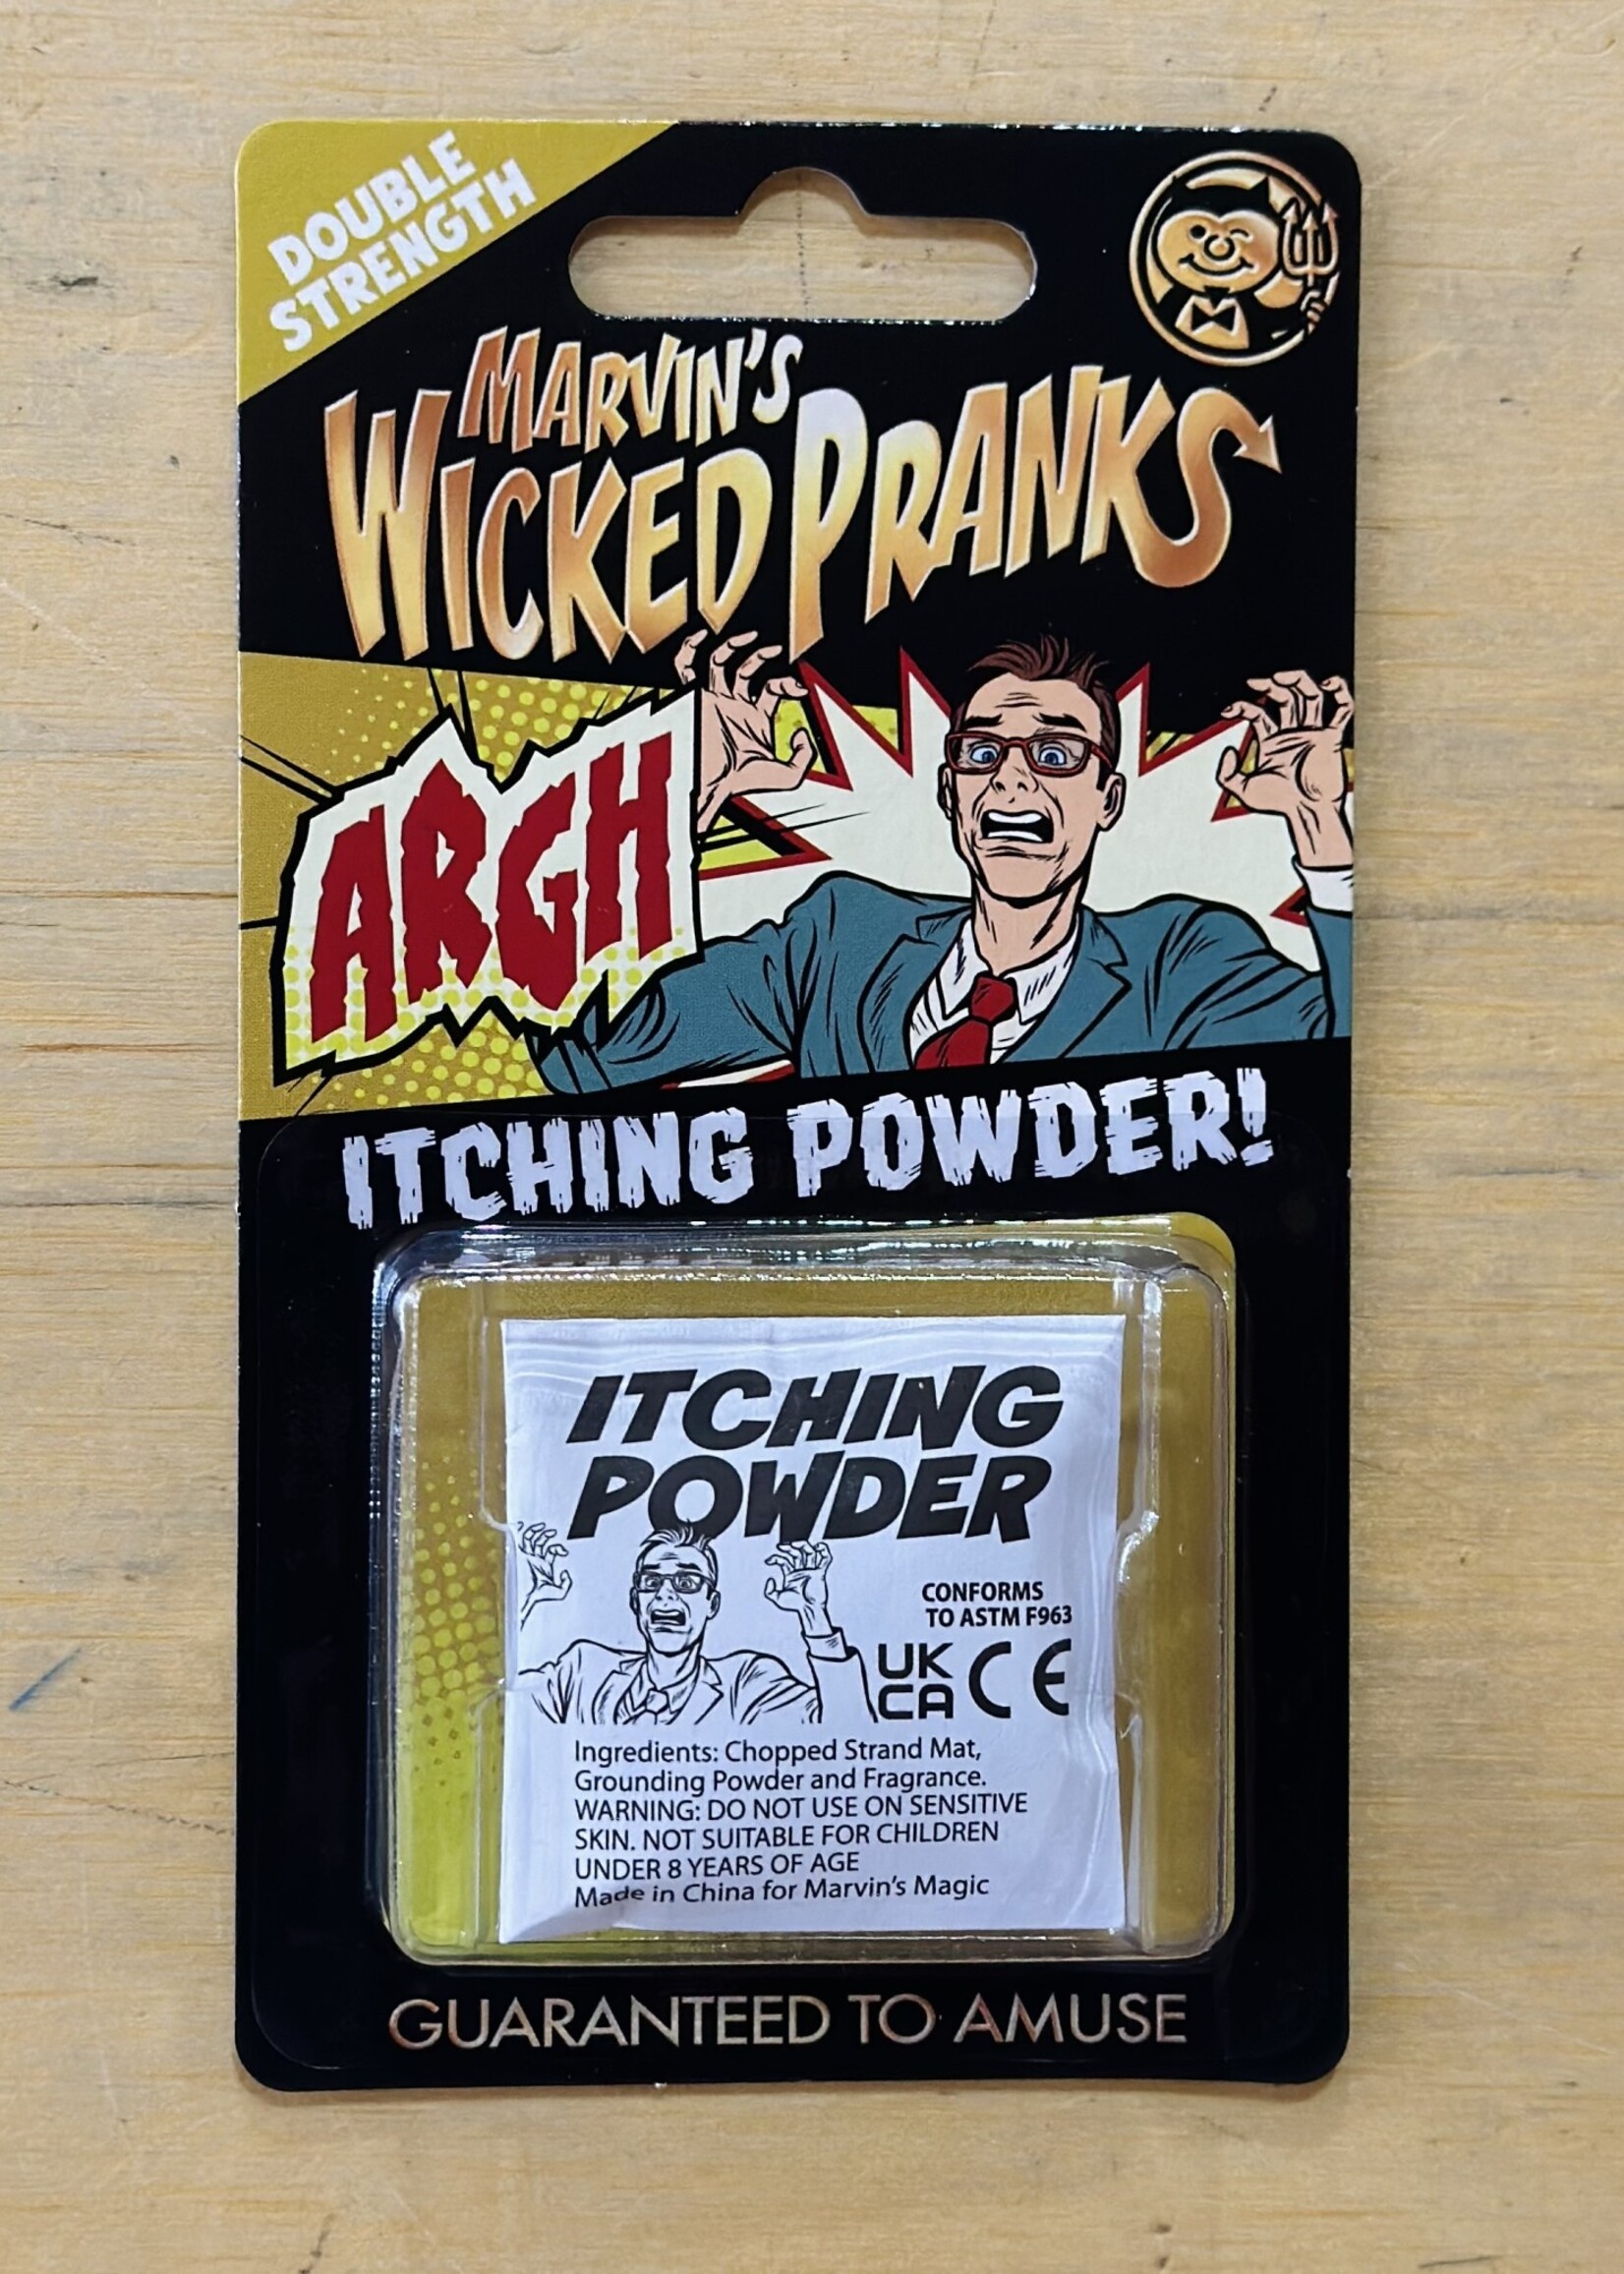 DOUBLE
STRENGTH
MARVIN'S
WICKED PRANKS
ARGH
ITCHING POWDER!
ITCHING
POWDER
CONFORMS
TO ASTM F963
UK
CA CE
Ingredients: Chopped Strand Mat,
Grounding Powder and Fragrance.
WARNING: DO NOT USE ON SENSITIVE
SKIN. NOT SUITABLE FOR CHILDREN
UNDER 8 YEARS OF AGE
Made in China for Marvin's Magic
GUARANTEED TO AMUSE